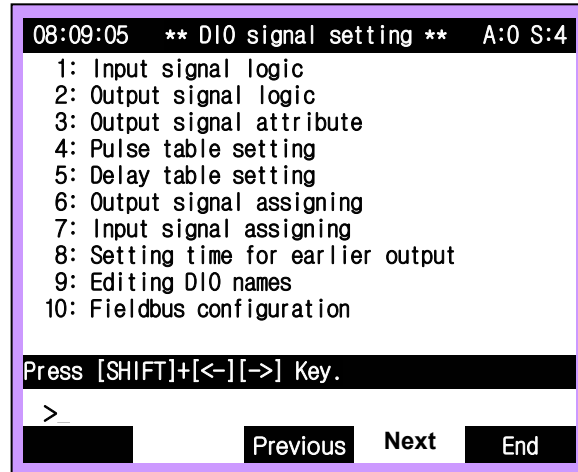 08:09:05 ** DIO signal setting ** A:0 S:4
1: Input signal logic
2: Output signal logic
3: Output signal attribute
4: Pulse table setting
5: Delay table setting
6: Output signal assigning
7: Input signal assigning
8: Setting time for earlier output
9: Editing DIO names
10: Fieldbus configuration
Press [SHIFT]+[<-][->] Key.
>_
Previous Next End